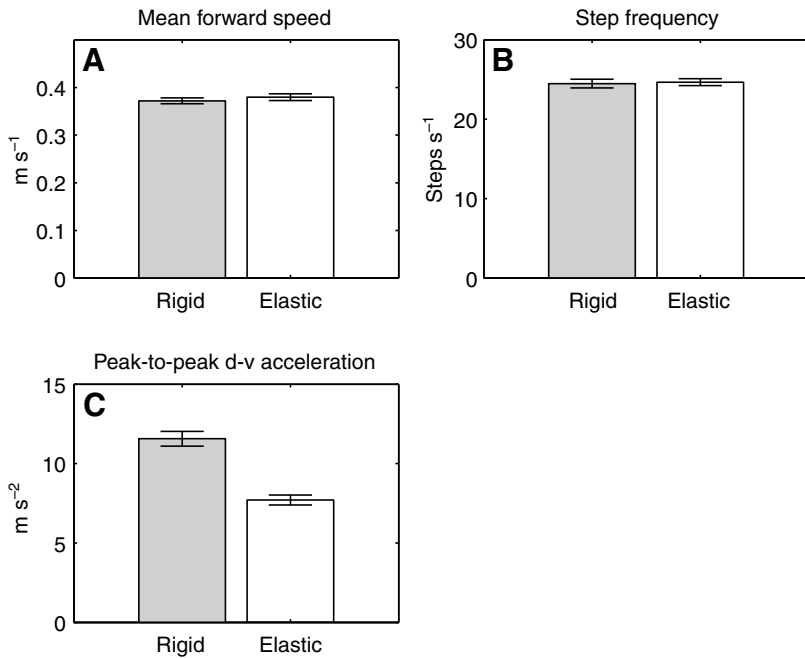 Mean forward speed
A
0.4
0.3
0.2
0.1
0
m s⁻¹
Rigid Elastic
Step frequency
B
30
20
10
0
Steps s⁻¹
Rigid Elastic
Peak-to-peak d-v acceleration
C
15
10
5
0
m s⁻²
Rigid Elastic